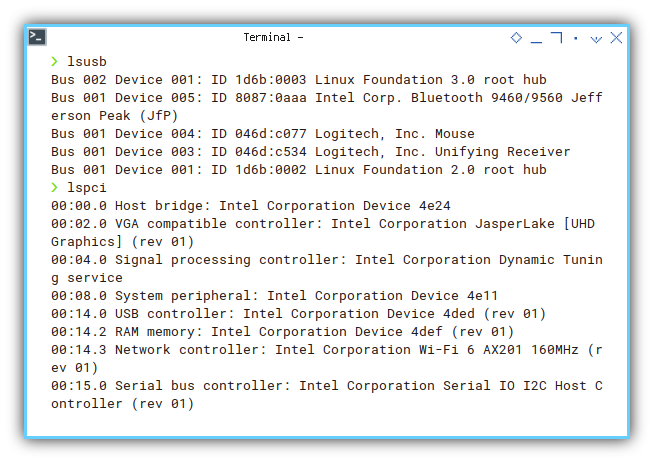 Terminal -
❯ lsusb
Bus 002 Device 001: ID 1d6b:0003 Linux Foundation 3.0 root hub
Bus 001 Device 005: ID 8087:0aaa Intel Corp. Bluetooth 9460/9560 Jeff
erson Peak (JfP)
Bus 001 Device 004: ID 046d:c077 Logitech, Inc. Mouse
Bus 001 Device 003: ID 046d:c534 Logitech, Inc. Unifying Receiver
Bus 001 Device 001: ID 1d6b:0002 Linux Foundation 2.0 root hub
❯ lspci
00:00.0 Host bridge: Intel Corporation Device 4e24
00:02.0 VGA compatible controller: Intel Corporation JasperLake [UHD
Graphics] (rev 01)
00:04.0 Signal processing controller: Intel Corporation Dynamic Tunin
g service
00:08.0 System peripheral: Intel Corporation Device 4e11
00:14.0 USB controller: Intel Corporation Device 4ded (rev 01)
00:14.2 RAM memory: Intel Corporation Device 4def (rev 01)
00:14.3 Network controller: Intel Corporation Wi-Fi 6 AX201 160MHz (r
ev 01)
00:15.0 Serial bus controller: Intel Corporation Serial IO I2C Host C
ontroller (rev 01)